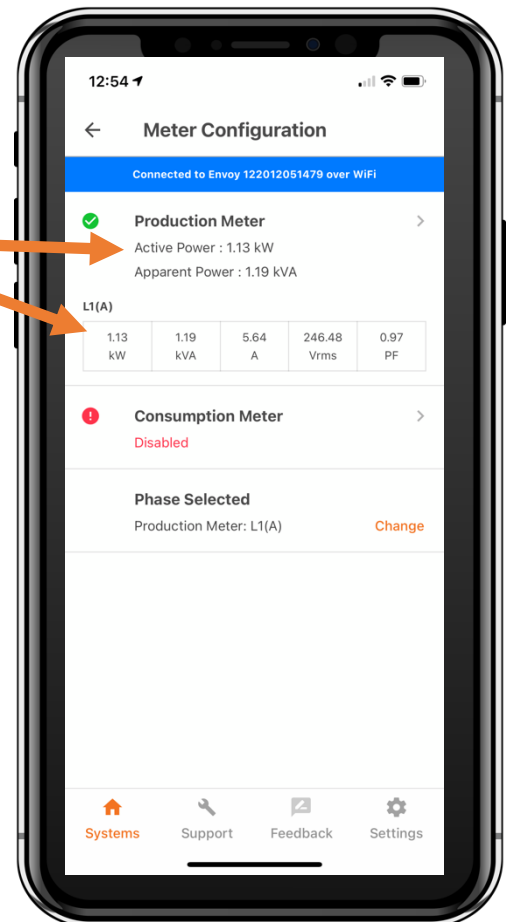 12:54
Meter Configuration
Connected to Envoy 122012051479 over WiFi
Production Meter
Active Power : 1.13 kW
Apparent Power : 1.19 kVA
L1(A)
1.13 1.19 5.64 246.48 0.97
kW kVA A Vrms PF
Consumption Meter
Disabled
Phase Selected
Production Meter: L1(A) Change
Systems Support Feedback Settings